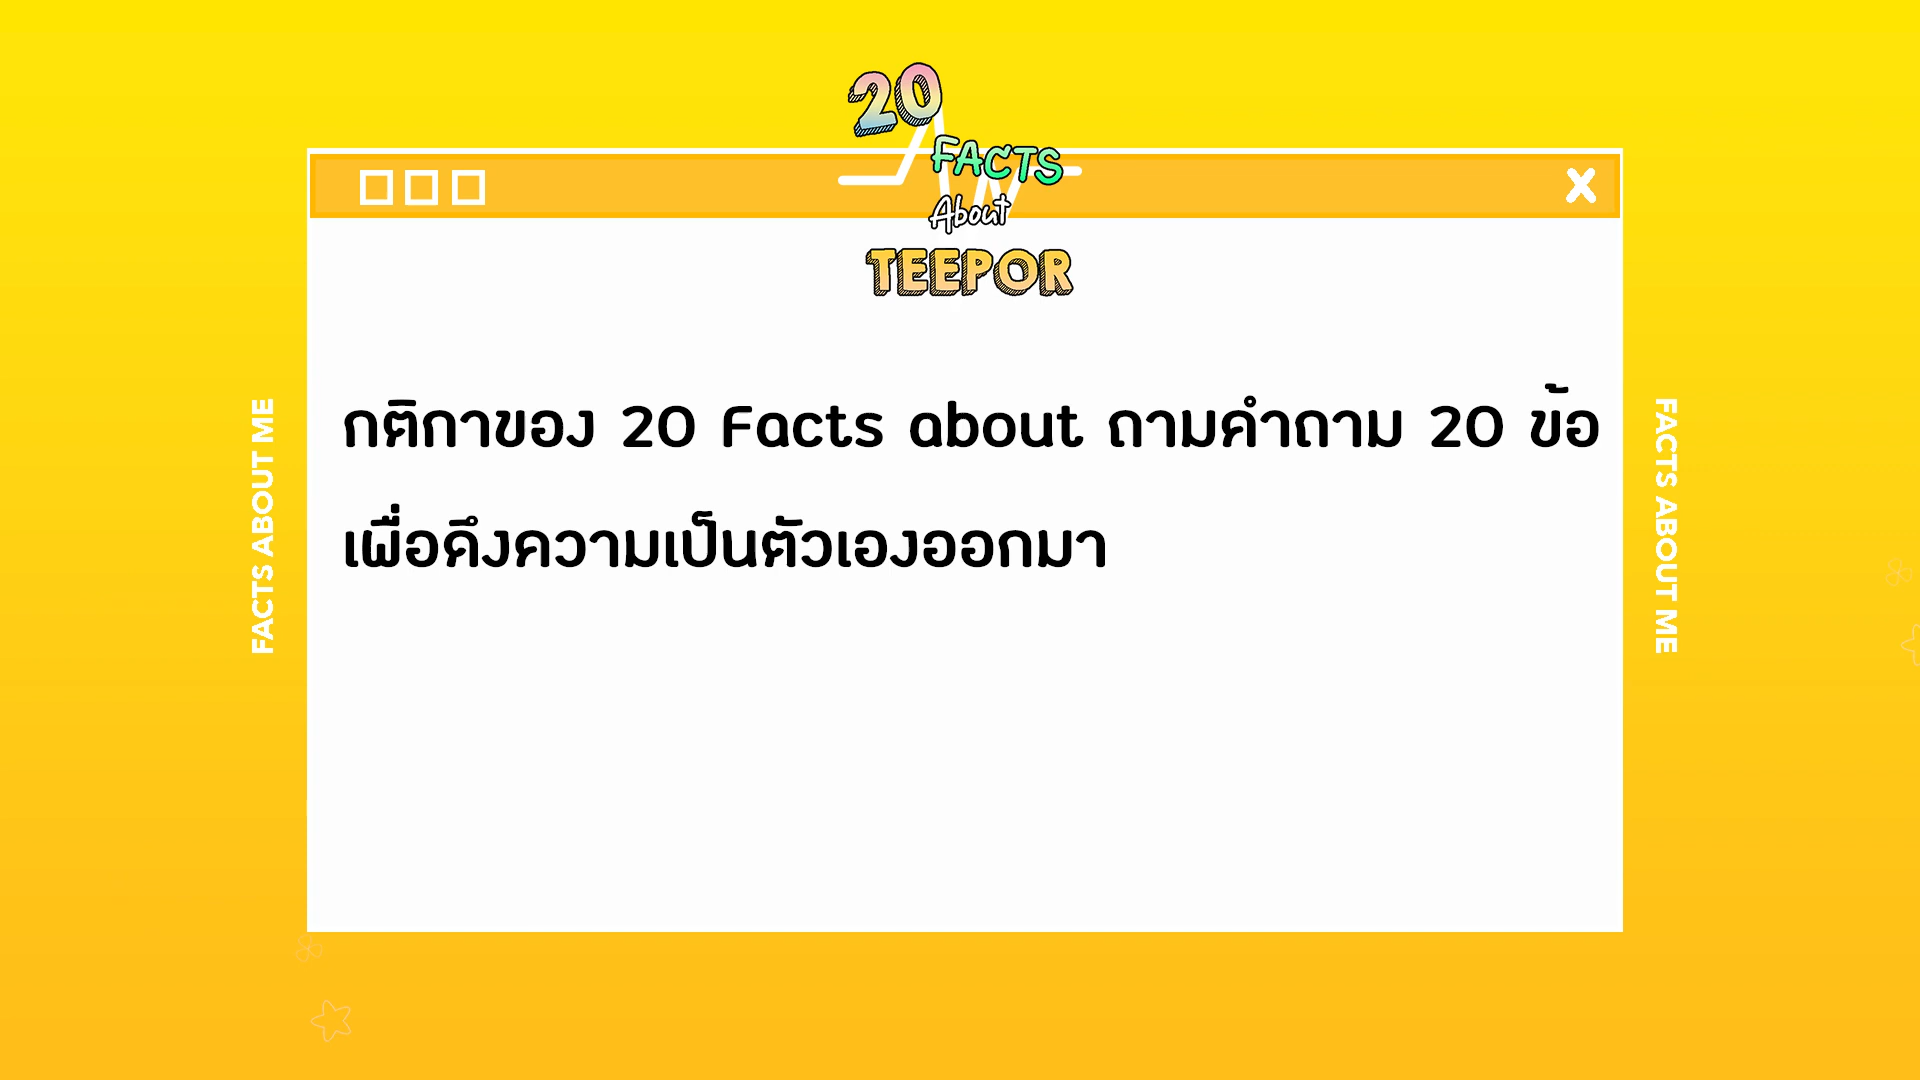 20
FACTS
About
TEEPOR
กติกาของ 20 Facts about ถามคำถาม 20 ข้อ
เพื่อดึงความเป็นตัวเองออกมา
FACTS ABOUT ME
FACTS ABOUT ME